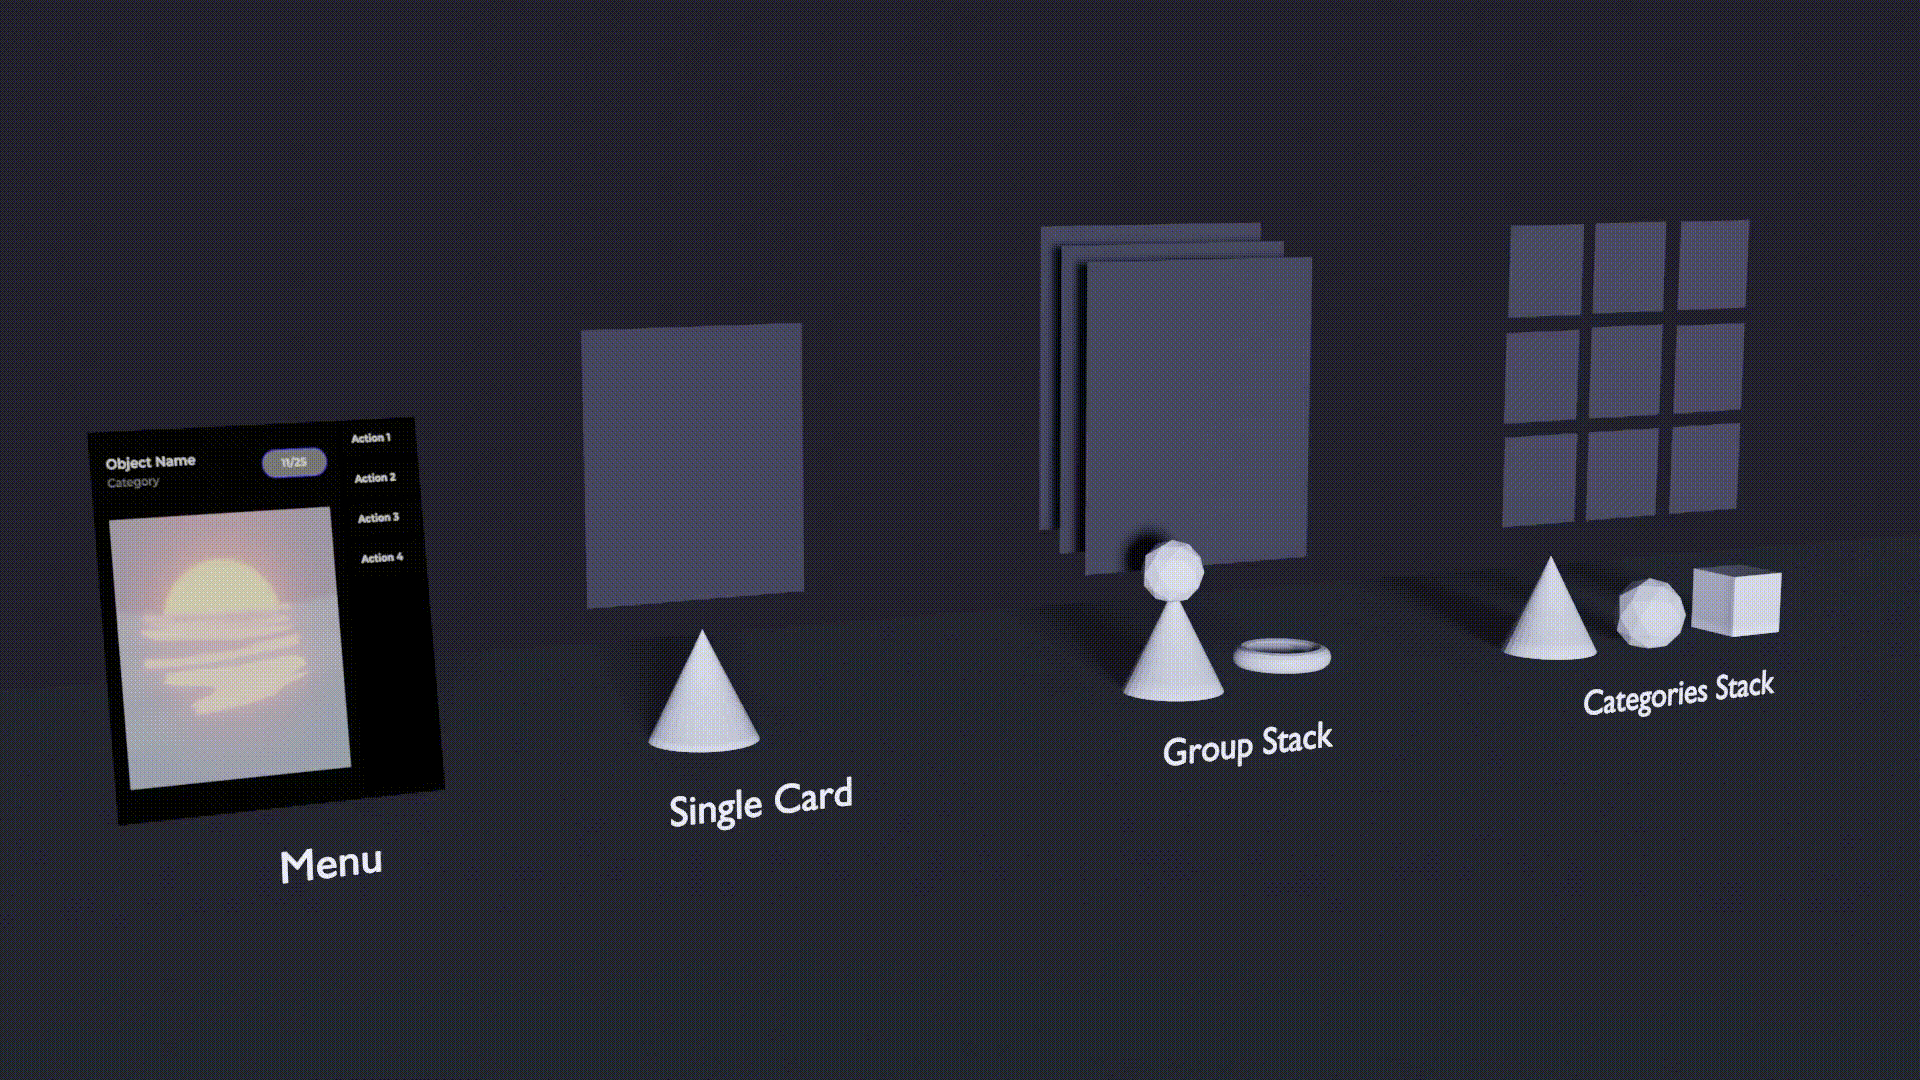 Object Name
Category
11/25
Action 1
Action 2
Action 3
Action 4
Menu
Single Card
Group Stack
Categories Stack